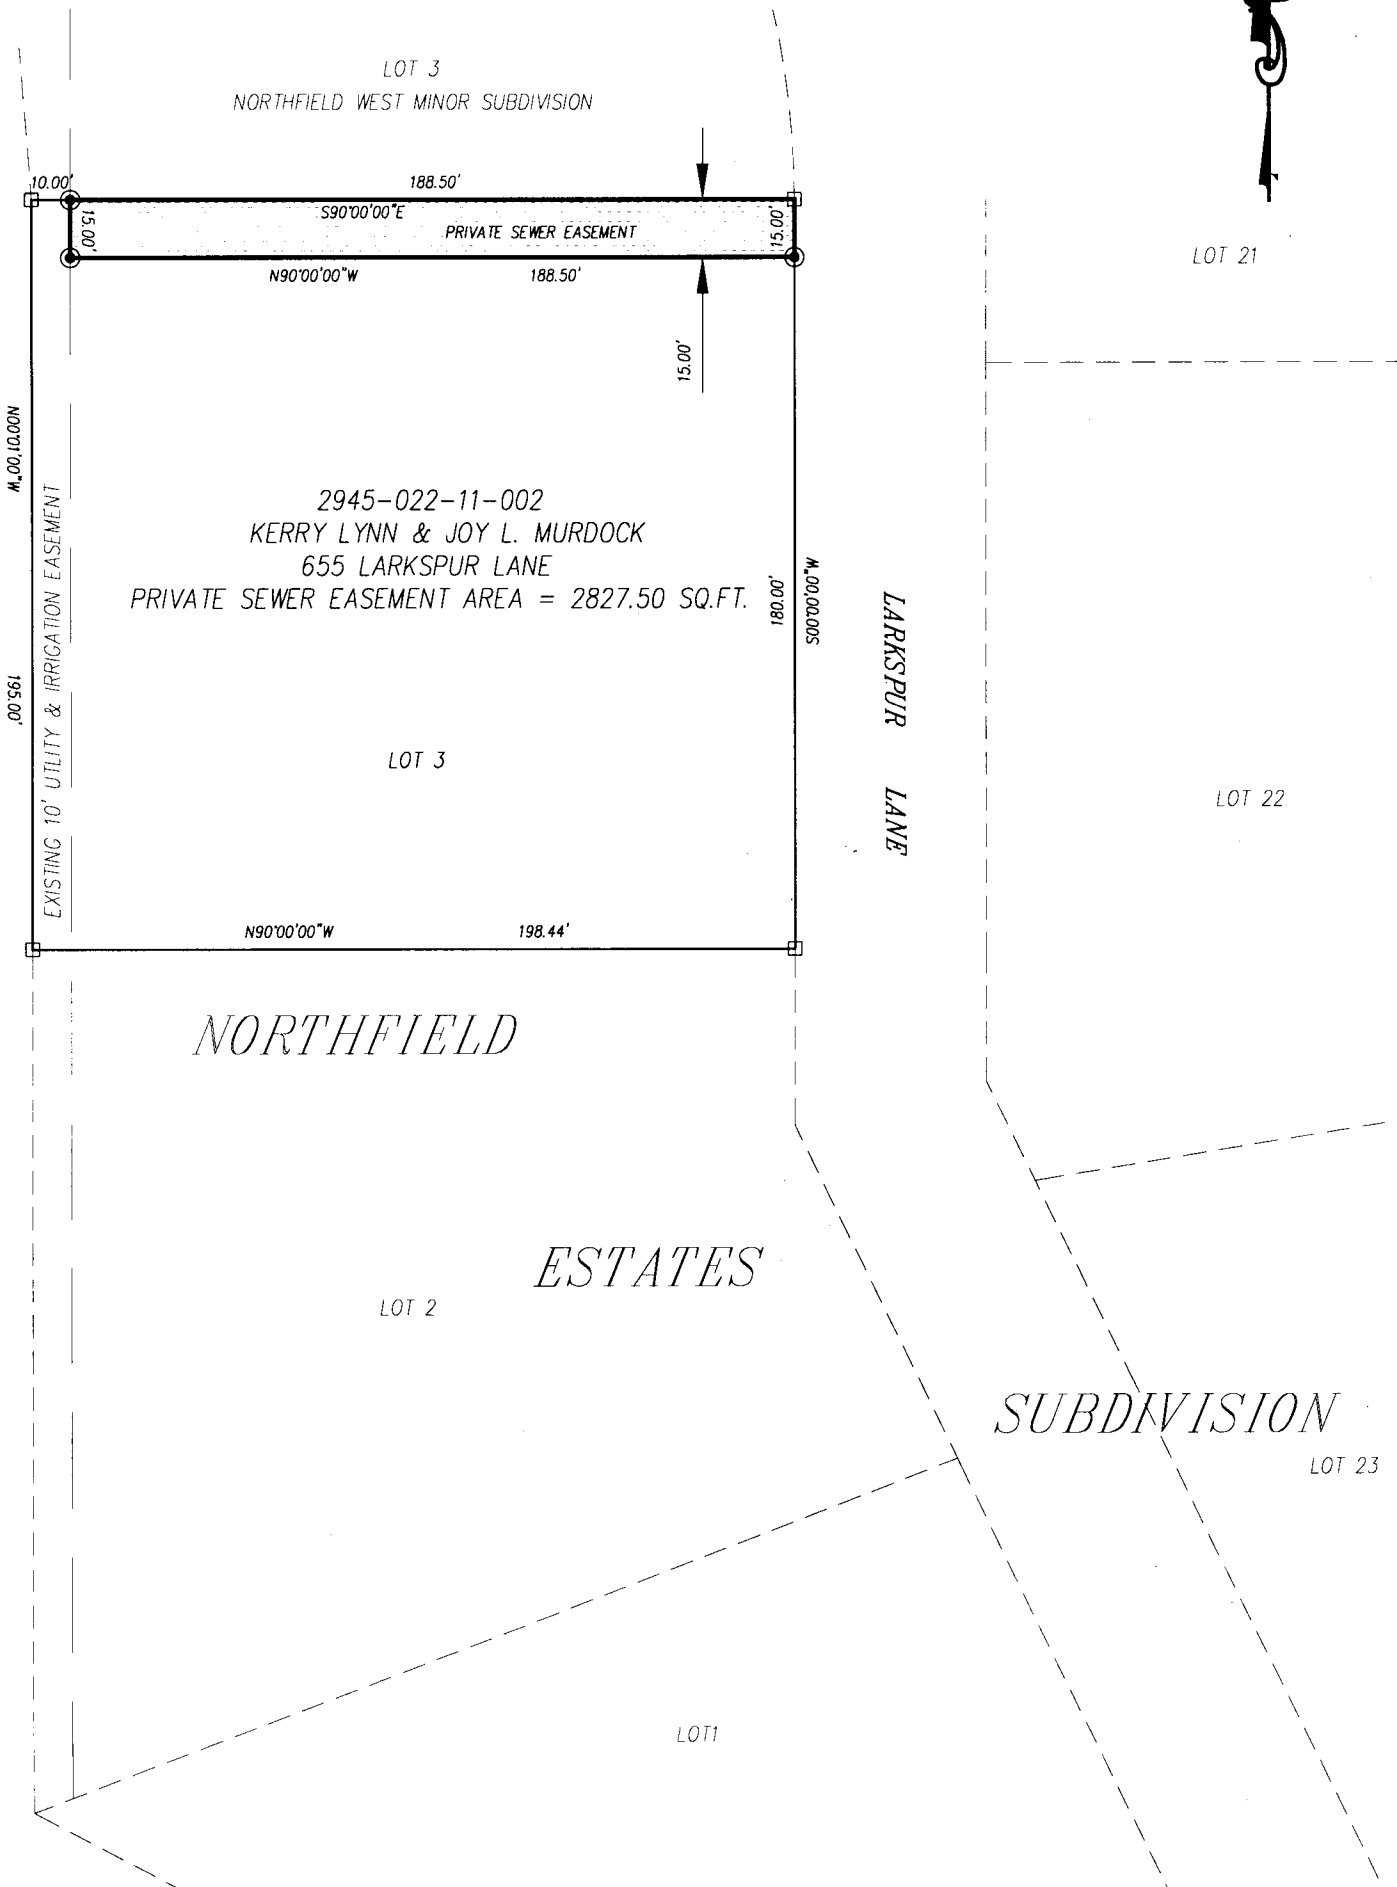 LOT 3
NORTHFIELD WEST MINOR SUBDIVISION
10.00'
188.50'
S90°00'00"E
15.00'
PRIVATE SEWER EASEMENT
15.00'
N90°00'00"W
188.50'
LOT 21
15.00'
N00°01'00"W
195.00'
EXISTING 10' UTLITY & IRRIGATION EASEMENT
2945-022-11-002
KERRY LYNN & JOY L. MURDOCK
655 LARKSPUR LANE
PRIVATE SEWER EASEMENT AREA = 2827.50 SQ.FT.
180.00'
S00°00'00"W
LARKSPUR LANE
LOT 3
LOT 22
N90°00'00"W
198.44'
NORTHFIELD
ESTATES
LOT 2
SUBDIVISION
LOT 23
LOT1